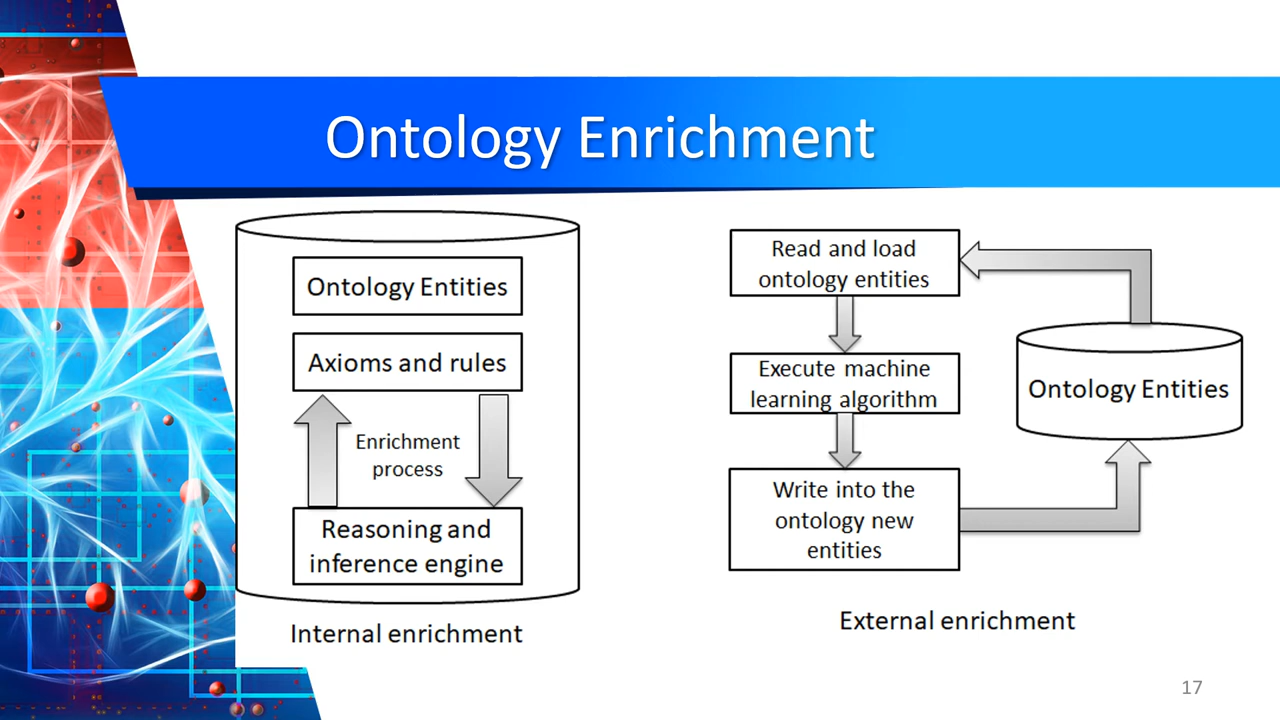 Ontology Enrichment
Ontology Entities
Axioms and rules
Enrichment
process
Reasoning and
inference engine
Internal enrichment
Read and load
ontology entities
Execute machine
learning algorithm
Write into the
ontology new
entities
Ontology Entities
External enrichment
17